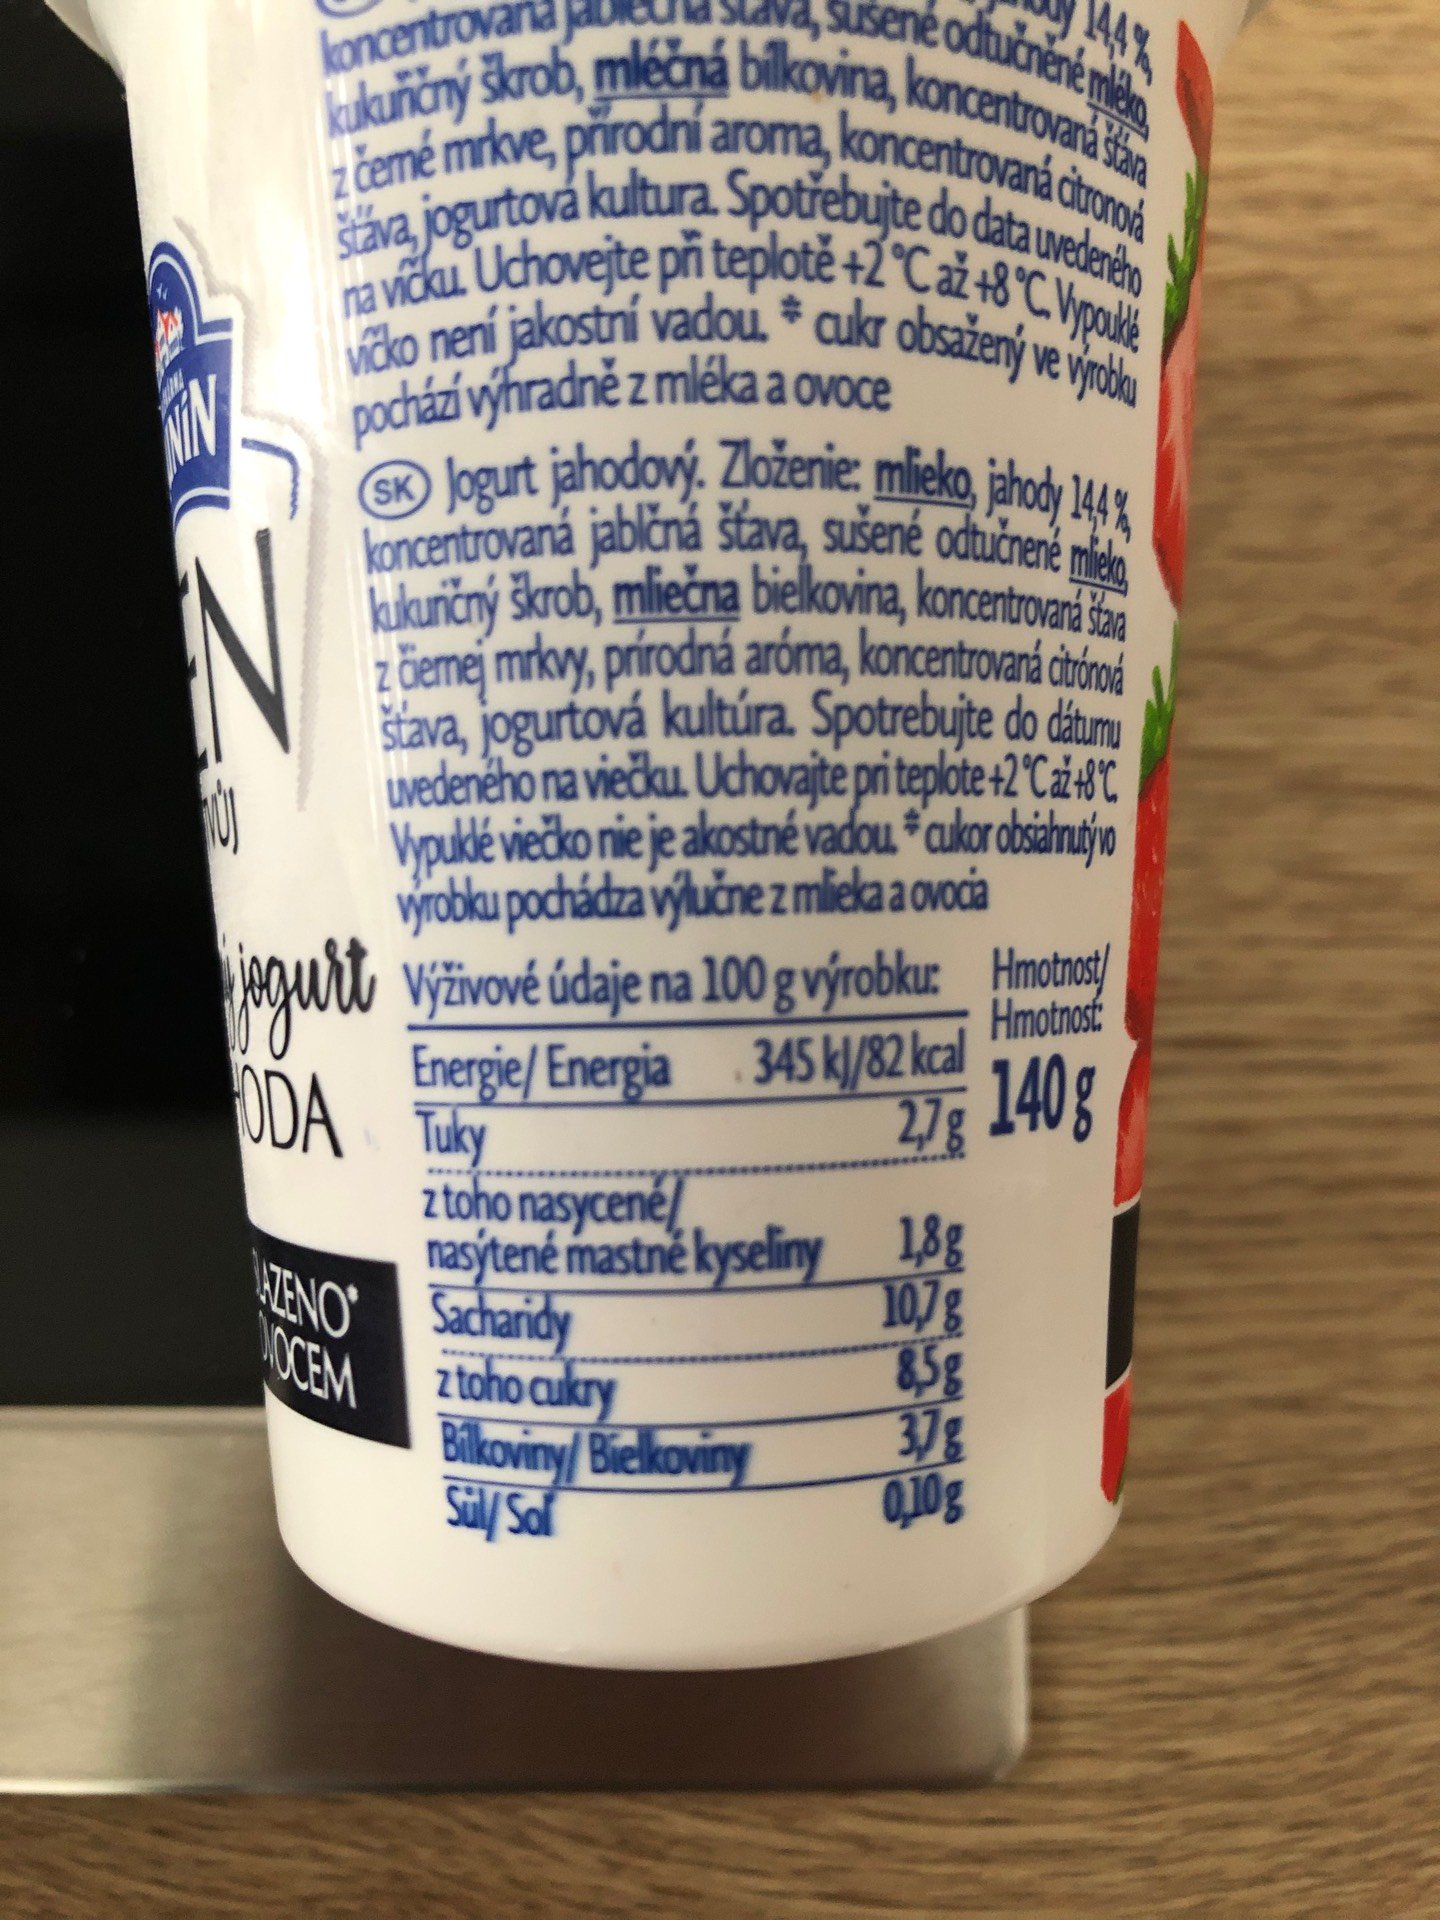 jahody 14,4 %,
koncentrovaná jablečná šťáva, sušené odtučněné mléko,
kukuřičný škrob, mléčná bílkovina, koncentrovaná šťáva
z černé mrkve, přírodní aroma, koncentrovaná citronová
šťáva, jogurtová kultura. Spotřebujte do data uvedeného
na víčku. Uchovejte při teplotě +2 °C až +8 °C. Vypouklé
víčko není jakostní vadou. * cukr obsažený ve výrobku
pochází výhradně z mléka a ovoce
SK Jogurt jahodový. Zloženie: mlieko, jahody 14,4 %,
koncentrovaná jablčná šťava, sušené odtučnené mlieko,
kukuričný škrob, mliečna bielkovina, koncentrovaná šťava
z čiernej mrkvy, prírodná aróma, koncentrovaná citrónová
šťava, jogurtová kultúra. Spotrebujte do dátumu
uvedeného na viečku. Uchovajte pri teplote +2 °C až +8 °C.
Vypuklé viečko nie je akostné vadou. * cukor obsiahnutý vo
výrobku pochádza výlučne z mlieka a ovocia
Výživové údaje na 100 g výrobku:
Energie/ Energia 345 kJ/82 kcal
Tuky 2,7 g
z toho nasycené/
nasýtené mastné kyseliny 1,8 g
Sacharidy 10,7 g
z toho cukry 8,5 g
Bílkoviny/ Bielkoviny 3,7 g
Sůl/ Soľ 0,10 g
Hmotnost/
Hmotnosť:
140 g
NIN
EN
TVŮJ
jogurt
HODA
LAZENO*
OVOCEM